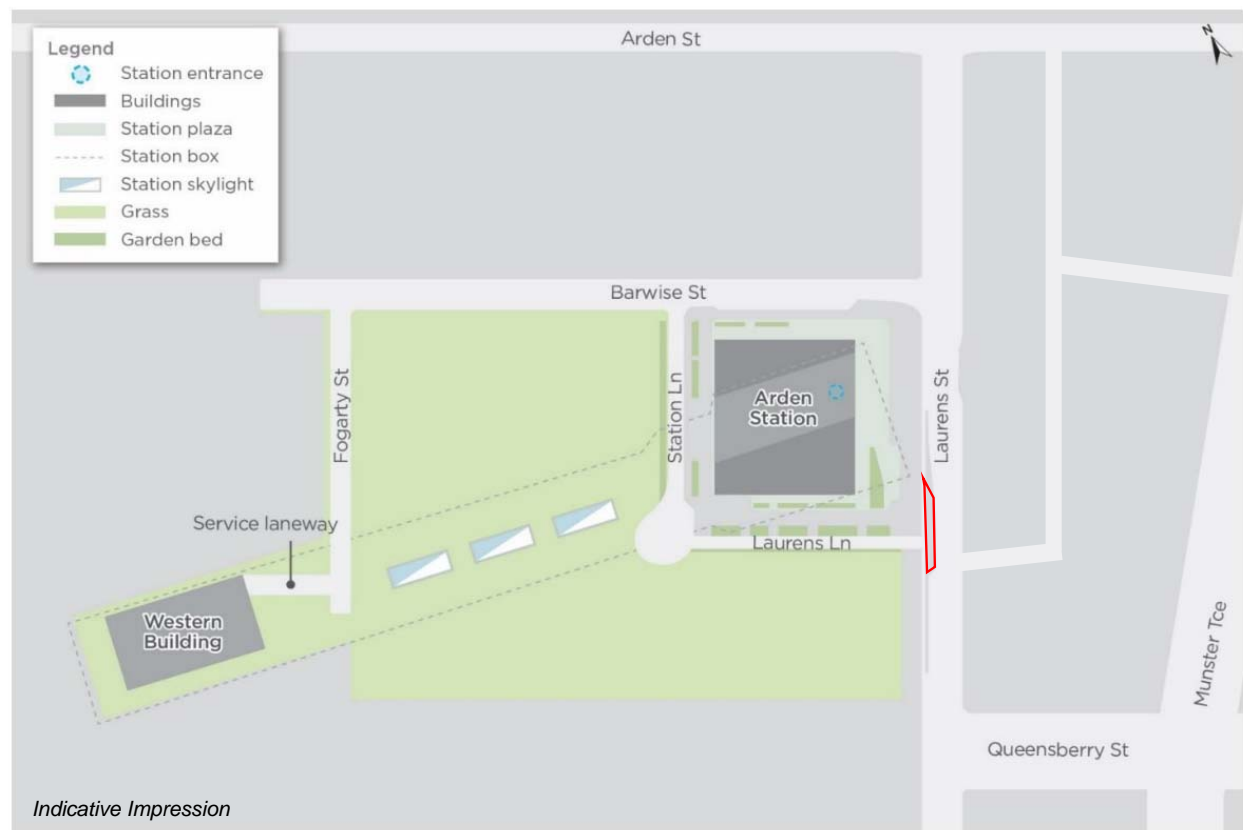 Arden St
N
Legend
Station entrance
Buildings
Station plaza
Station box
Station skylight
Grass
Garden bed
Barwise St
Fogarty St
Station Ln
Arden
Station
Laurens St
Service laneway
Laurens Ln
Western
Building
Munster Tce
Queensberry St
Indicative Impression